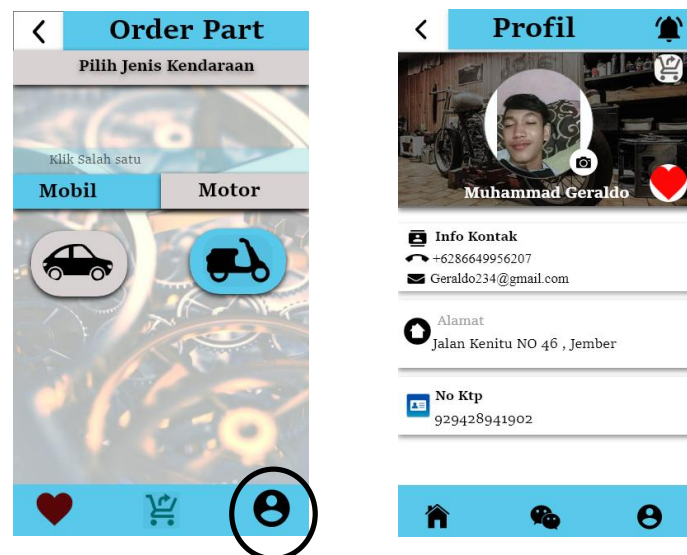 Order Part
Pilih Jenis Kendaraan
Klik Salah satu
Mobil
Motor
Profil
Muhammad Geraldo
Info Kontak
+6286649956207
Geraldo234@gmail.com
Alamat
Jalan Kenitu NO 46 , Jember
No Ktp
929428941902